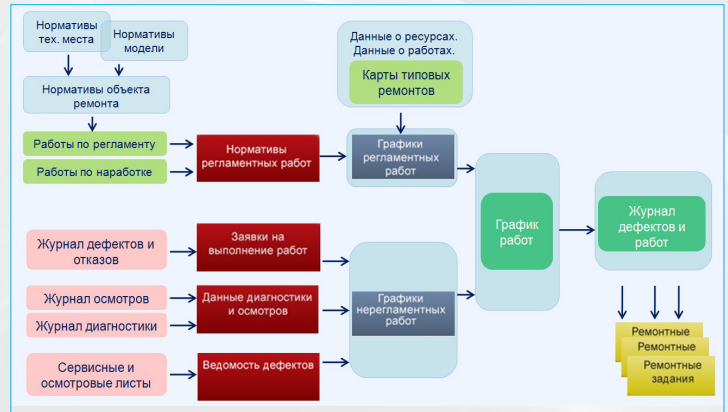 Нормативы
тех. места
Нормативы
модели
Нормативы объекта
ремонта
Данные о ресурсах.
Данные о работах.
Карты типовых
ремонтов
Работы по регламенту
Работы по наработке
Нормативы
регламентных работ
Графики
регламентных
работ
График
работ
Журнал
дефектов и
работ
Журнал дефектов и
отказов
Заявки на
выполнение работ
Журнал осмотров
Журнал диагностики
Данные диагностики
и осмотров
Графики
нерегламентных
работ
Сервисные и
осмотровые листы
Ведомость дефектов
Ремонтные
Ремонтные
Ремонтные
задания